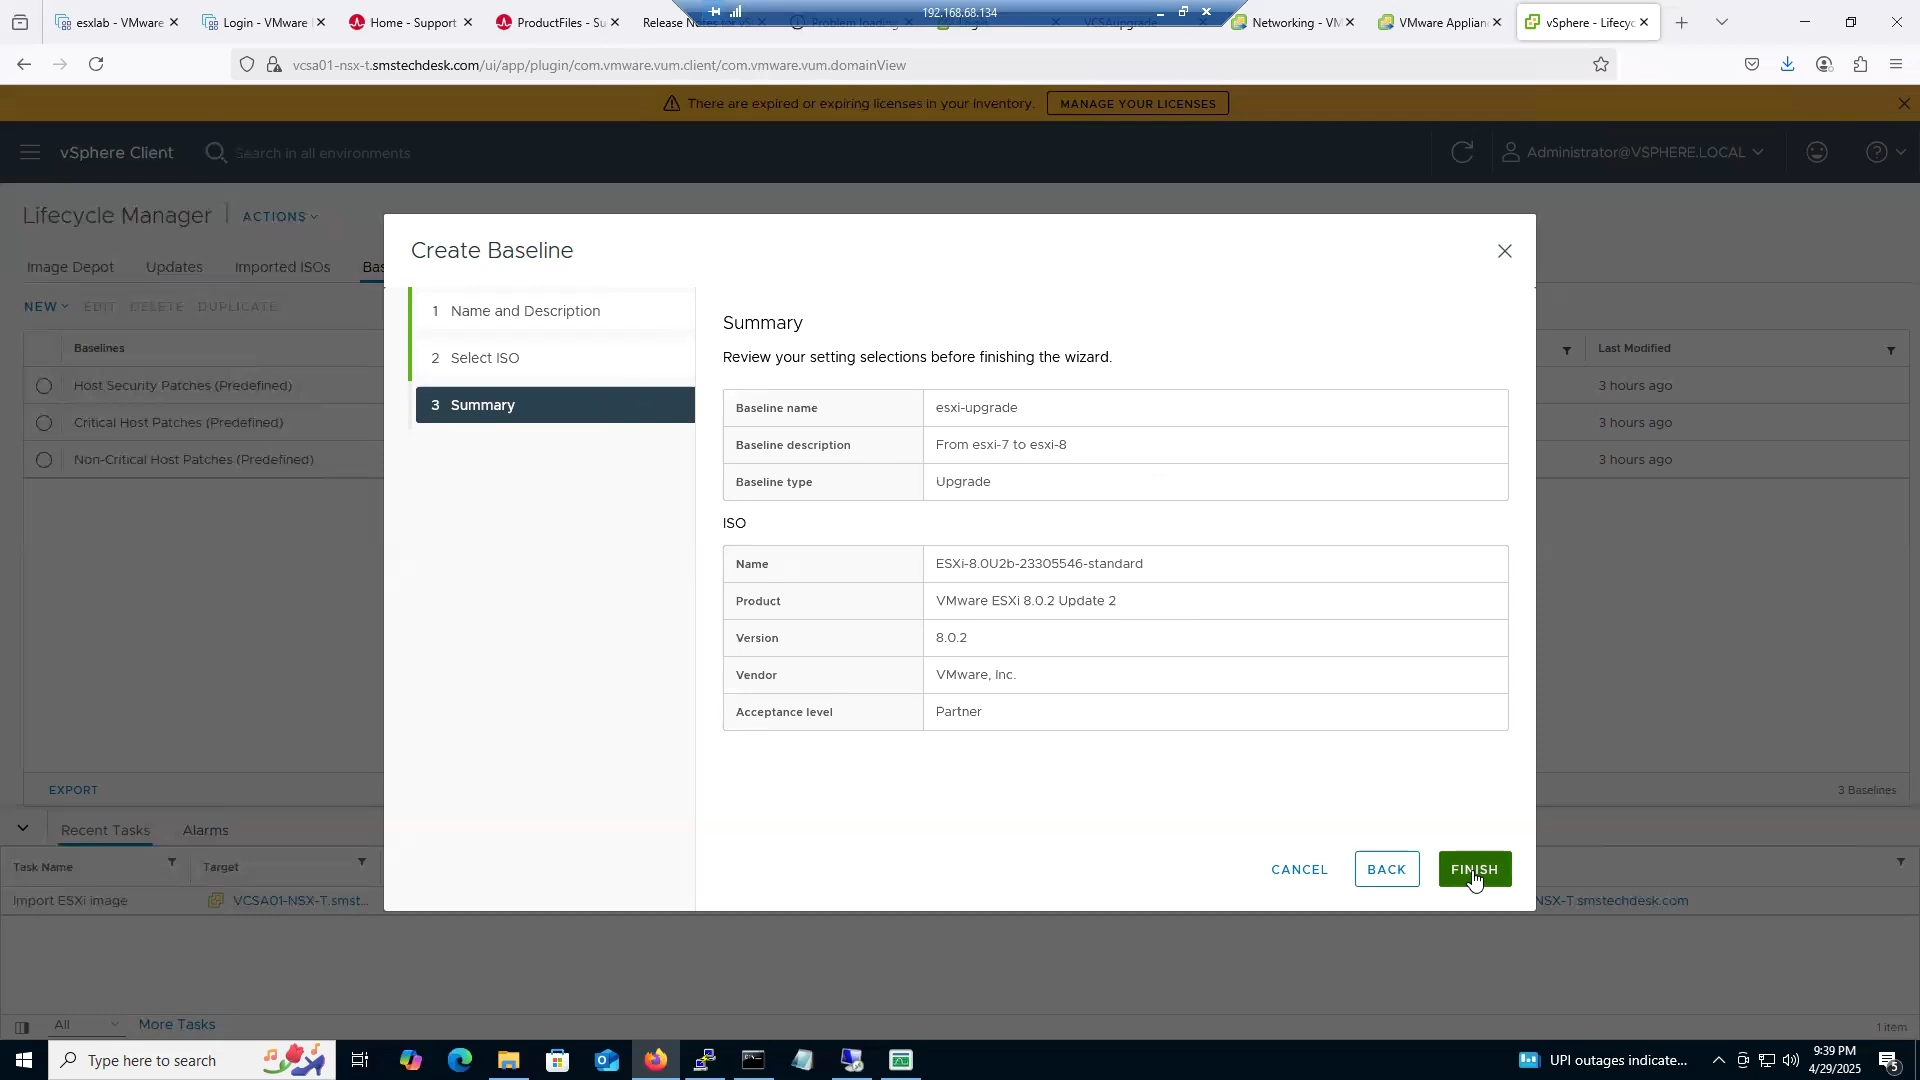 esxlab - VMware
Login - VMware
Home - Support
ProductFiles - Su
Release Notes for vS
Problem loading
VCSAupgrade
192.168.68.134
Networking - VM
VMware Applian
vSphere - Lifecyc
vcsa01-nsx-t.smstechdesk.com/ui/app/plugin/com.vmware.vum.client/com.vmware.vum.domainView
There are expired or expiring licenses in your inventory. MANAGE YOUR LICENSES
vSphere Client
Search in all environments
Administrator@VSPHERE.LOCAL
Lifecycle Manager
ACTIONS
Image Depot
Updates
Imported ISOs
Bas
NEW
EDIT
DELETE
DUPLICATE
Baselines
Last Modified
Host Security Patches (Predefined)
3 hours ago
Critical Host Patches (Predefined)
3 hours ago
Non-Critical Host Patches (Predefined)
3 hours ago
EXPORT
3 Baselines
Create Baseline
1 Name and Description
2 Select ISO
3 Summary
Summary
Review your setting selections before finishing the wizard.
Baseline name esxi-upgrade
Baseline description From esxi-7 to esxi-8
Baseline type Upgrade
ISO
Name ESXi-8.0U2b-23305546-standard
Product VMware ESXi 8.0.2 Update 2
Version 8.0.2
Vendor VMware, Inc.
Acceptance level Partner
CANCEL
BACK
FINISH
Recent Tasks
Alarms
Task Name
Target
Import ESXi image
VCSA01-NSX-T.smst...
NSX-T.smstechdesk.com
All
More Tasks
1 item
Type here to search
UPI outages indicate...
9:39 PM
4/29/2025
5